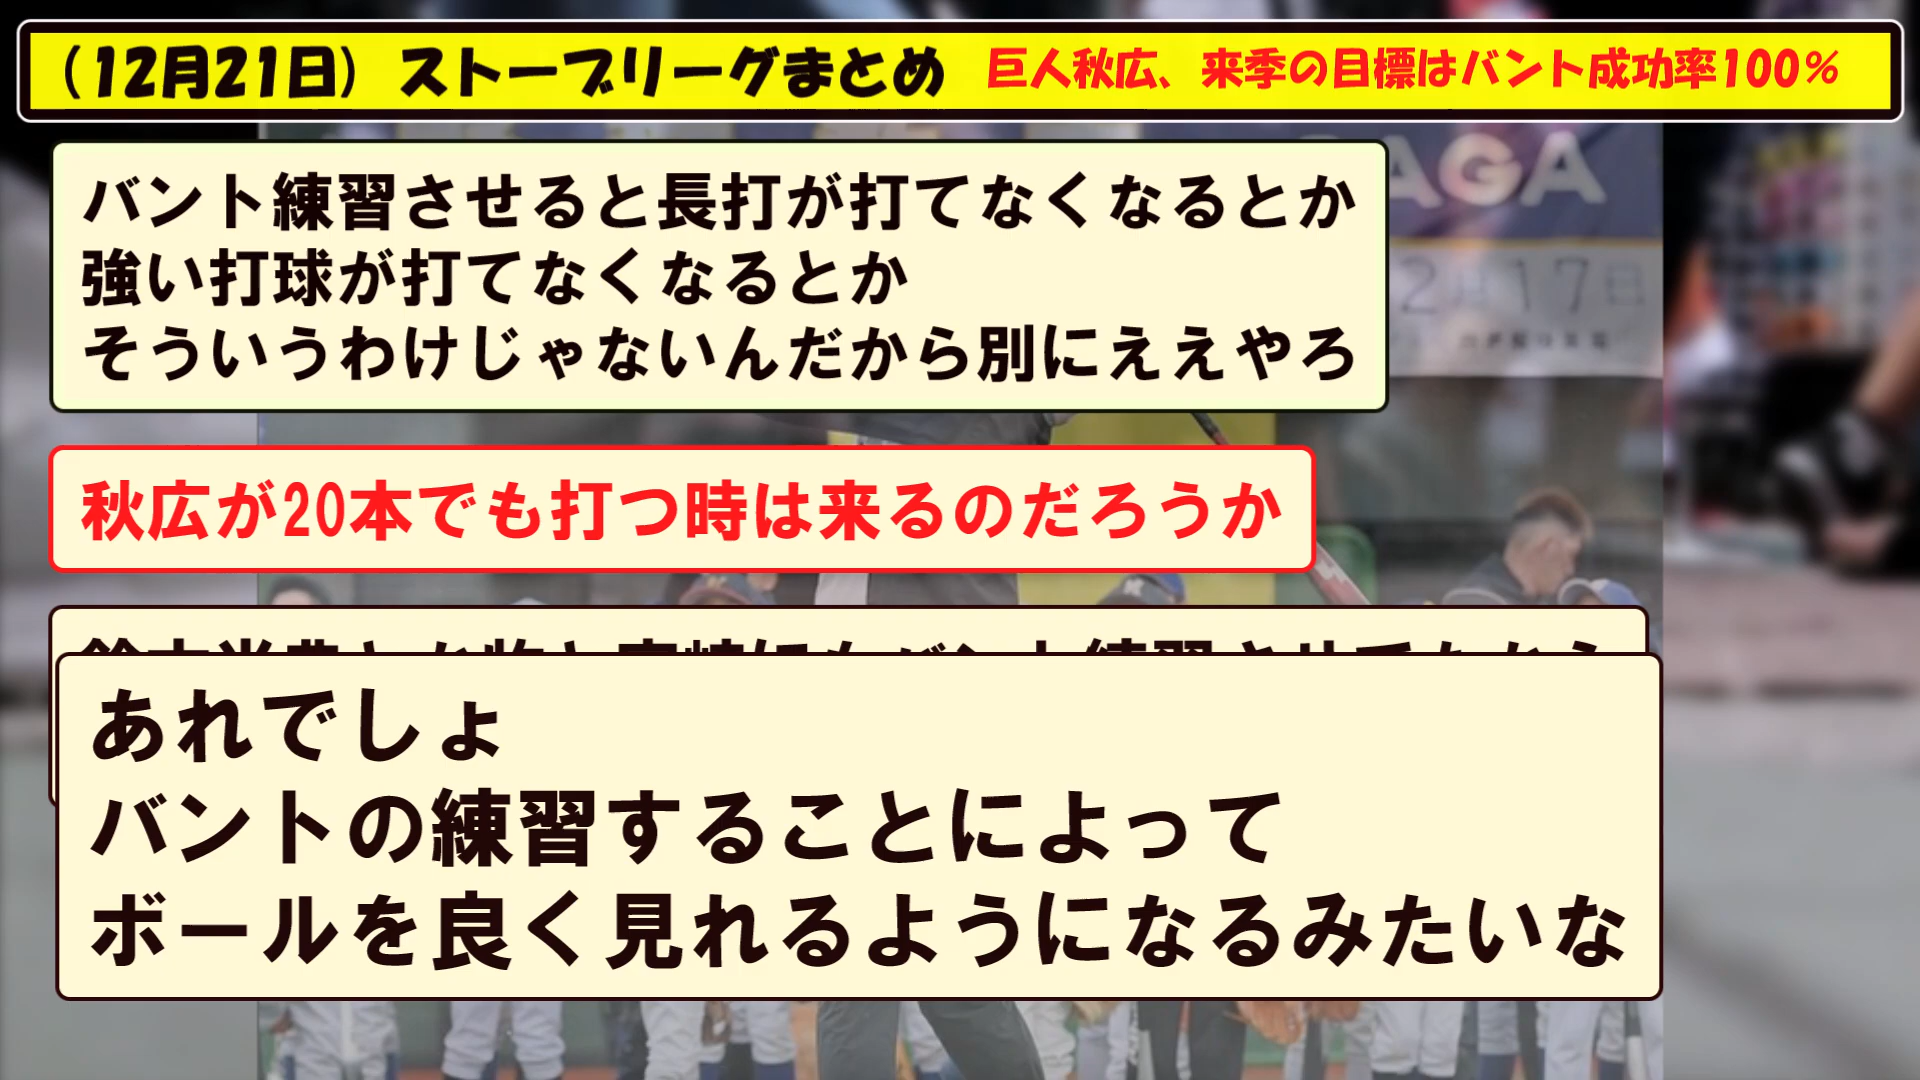 (12月21日) ストーブリーグまとめ 巨人秋広、来季の目標はバント成功率100％
AGA
2月17日
バント練習させると長打が打てなくなるとか
強い打球が打てなくなるとか
そういうわけじゃないんだから別にええやろ
秋広が20本でも打つ時は来るのだろうか
あれでしょ
バントの練習することによって
ボールを良く見れるようになるみたいな